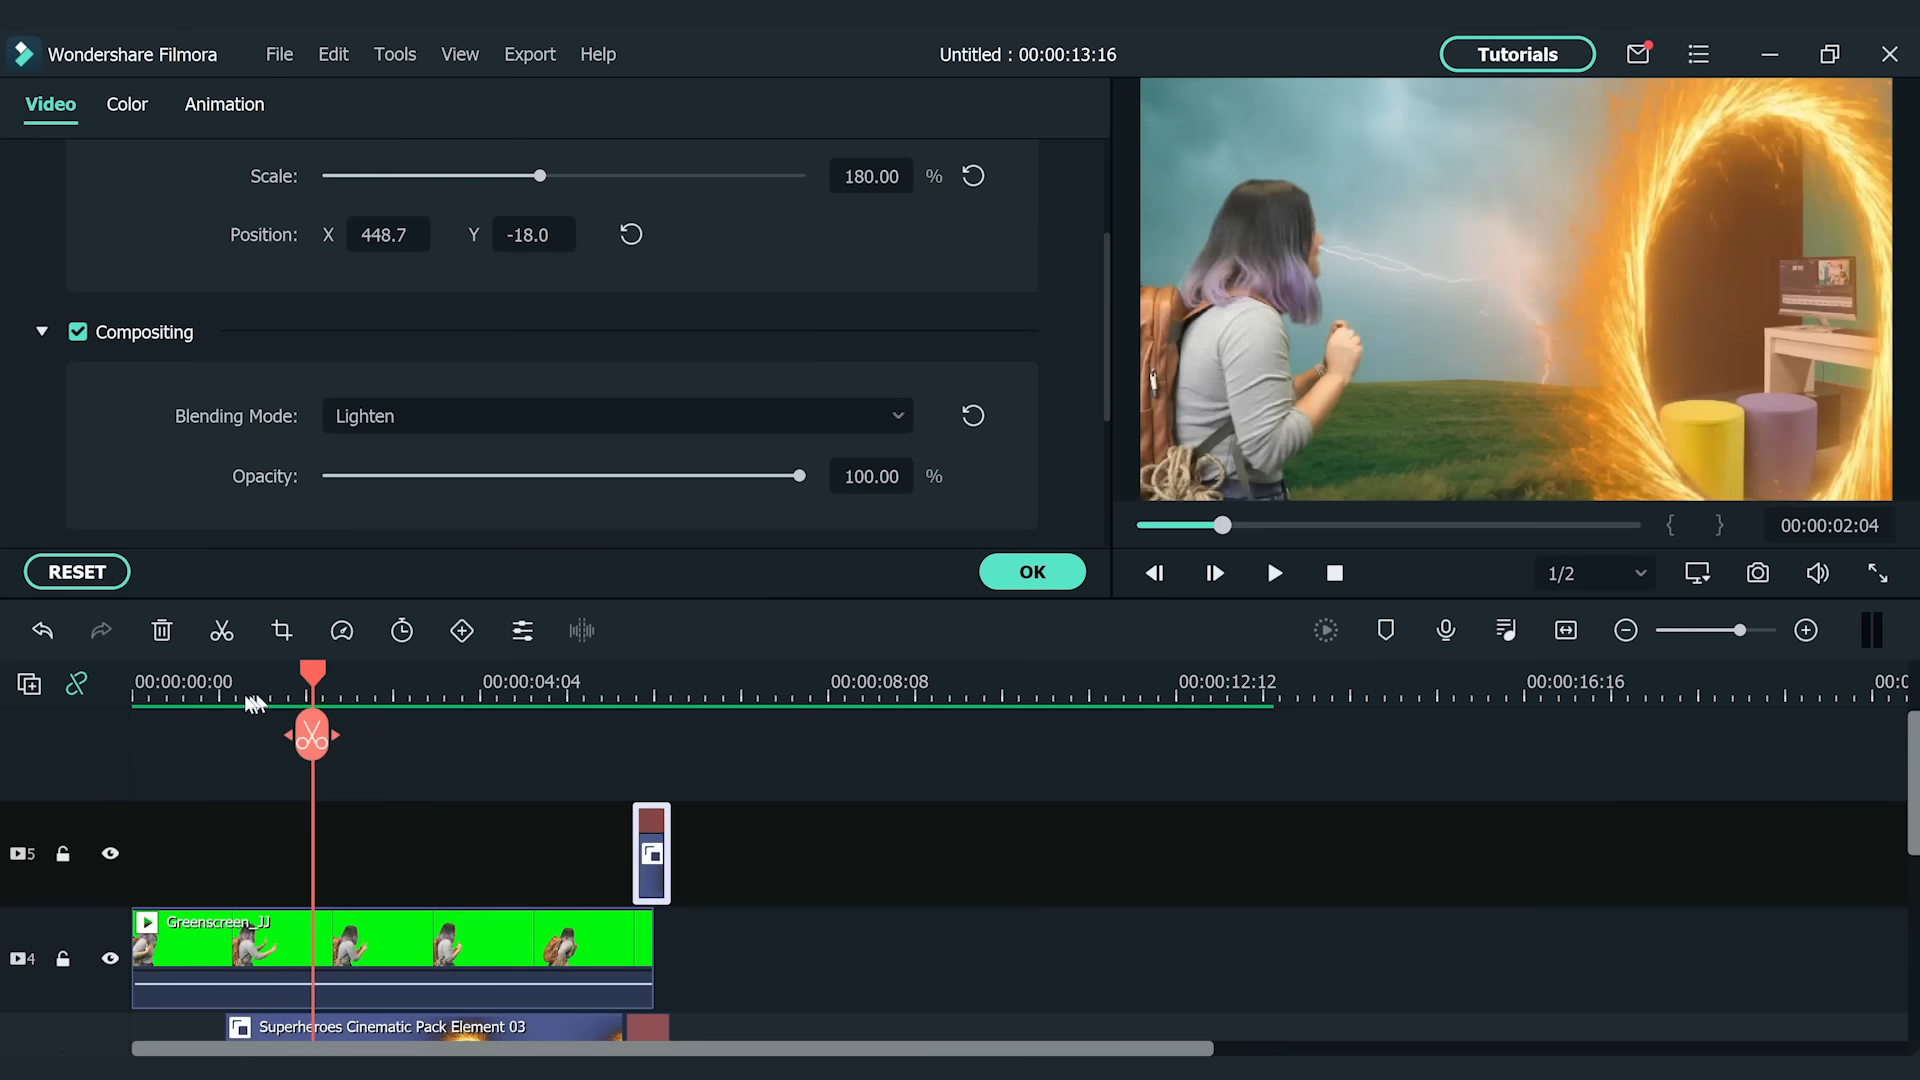 Wondershare Filmora File Edit Tools View Export Help Untitled : 00:00:13:16 Tutorials
Video Color Animation
Scale: 180.00 %
Position: X 448.7 Y -18.0
Compositing
Blending Mode: Lighten
Opacity: 100.00 %
00:00:02:04
RESET OK
1/2
00:00:00:00 00:00:04:04 00:00:08:08 00:00:12:12 00:00:16:16 00:0
5
Greenscreen_JJ
4
Superheroes Cinematic Pack Element 03